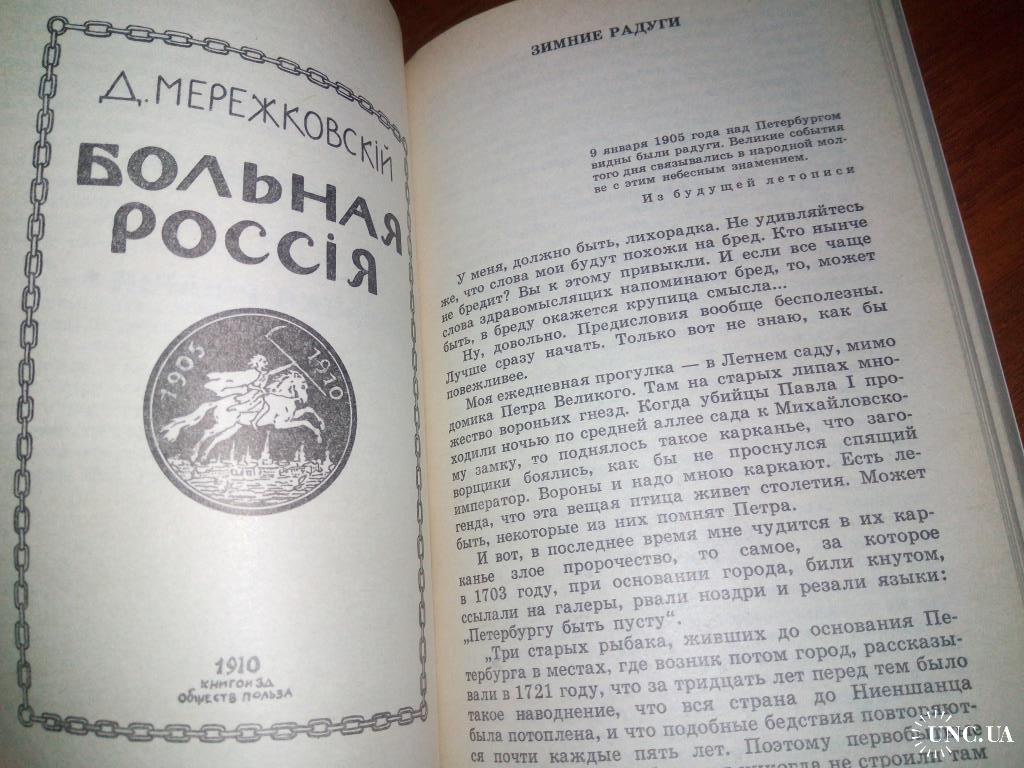 Д. МЕРЕЖКОВСКІЙ
БОЛЬНАЯ
РОССІЯ
1905 1910
1910
КНИГОИЗД
ОБЩЕСТВ ПОЛЬЗА
ЗИМНИЕ РАДУГИ
9 января 1905 года над Петербургом
видны были радуги. Великие события
того дня связывались в народной мол-
ве с этим небесным знамением.
Из будущей летописи
У меня, должно быть, лихорадка. Не удивляйтесь
же, что слова мои будут похожи на бред. Кто нынче
не бредит? Вы к этому привыкли. И если все чаще
слова здравомыслящих напоминают бред, то, может
быть, в бреду окажется крупица смысла...
Ну, довольно. Предисловия вообще бесполезны.
Лучше сразу начать. Только вот не знаю, как бы
повежливее.
Моя ежедневная прогулка — в Летнем саду, мимо
домика Петра Великого. Там на старых липах мно-
жество вороньих гнезд. Когда убийцы Павла I про-
ходили ночью по средней аллее сада к Михайловско-
му замку, то поднялось такое карканье, что заго-
ворщики боялись, как бы не проснулся спящий
император. Вороны и надо мною каркают. Есть ле-
генда, что эта вещая птица живет столетия. Может
быть, некоторые из них помнят Петра.
И вот, в последнее время мне чудится в их кар-
канье злое пророчество, то самое, за которое
в 1703 году, при основании города, били кнутом,
ссылали на галеры, рвали ноздри и резали языки:
„Петербургу быть пусту“.
„Три старых рыбака, живших до основания Пе-
тербурга в местах, где возник потом город, рассказы-
вали в 1721 году, что за тридцать лет перед тем было
такое наводнение, что вся страна до Ниеншанца
была потоплена, и что подобные бедствия повторяют-
ся почти каждые пять лет. Поэтому
не строили там
UNC.UA